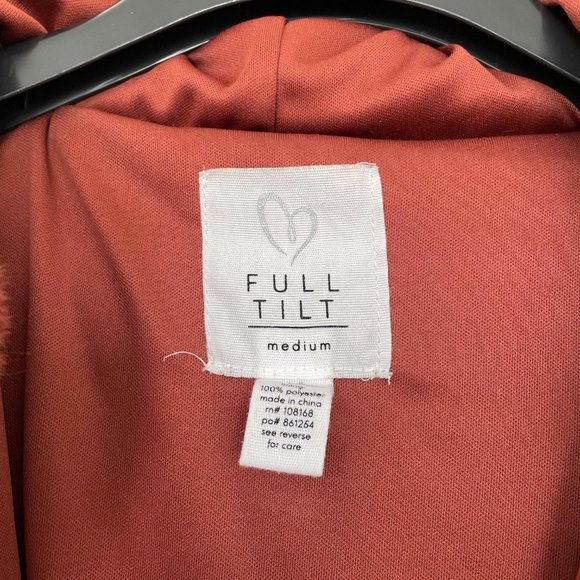 FULL
TILT
medium
100% polyester
made in china
rn# 108168
po# 861264
see reverse
for care